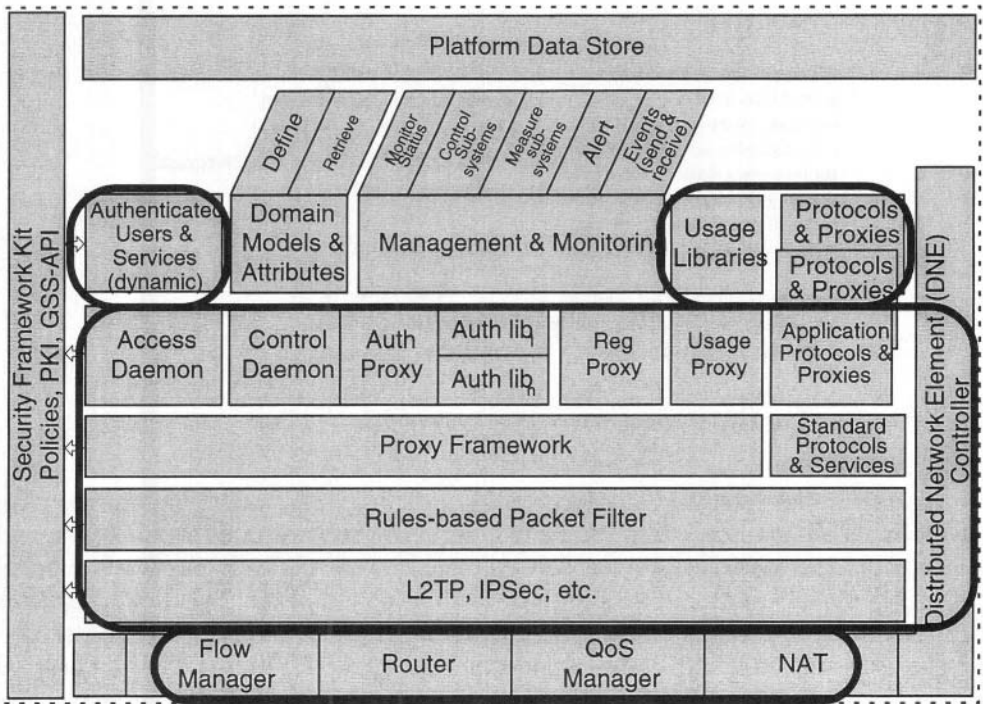 Platform Data Store
Security Framework Kit
Policies, PKI, GSS-API
Define
Retrieve
Monitor
Status
Control
Sub-
systems
Measure
sub-
systems
Alert
Events
(send &
receive)
Authenticated
Users &
Services
(dynamic)
Domain
Models &
Attributes
Management & Monitoring
Usage
Libraries
Protocols
& Proxies
Protocols
& Proxies
Distributed Network Element (DNE)
Controller
Access
Daemon
Control
Daemon
Auth
Proxy
Auth lib
Auth lib n
Reg
Proxy
Usage
Proxy
Application
Protocols &
Proxies
Proxy Framework
Standard
Protocols
& Services
Rules-based Packet Filter
L2TP, IPSec, etc.
Flow
Manager
Router
QoS
Manager
NAT